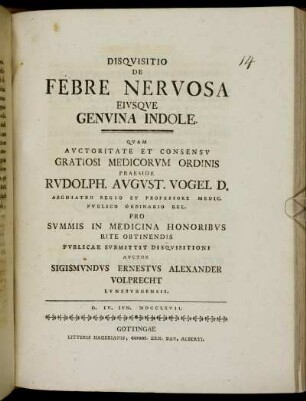 14
DISQVISITIO
DE
FEBRE NERVOSA
EIVSQVE
GENVINA INDOLE.
QVAM
AVCTORITATE ET CONSENSV
GRATIOSI MEDICORVM ORDINIS
PRAESIDE
RVDOLPH. AVGVST. VOGEL D.
ARCHIATRO REGIO ET PROFESSORE MEDIC.
PVBLICO ORDINARIO REL.
PRO
SVMMIS IN MEDICINA HONORIBVS
RITE OBTINENDIS
PVBLICAE SVBMITTIT DISQVISITIONI
AVCTOR
SIGISMVNDVS ERNESTVS ALEXANDER
VOLPRECHT
LVNEBVRGENSIS.
D. IV. IVN. MDCCLXVII.
GOTTINGAE
LITTERIS HAGERIANIS, GEORG. ERN. DAN. ALBERTI.